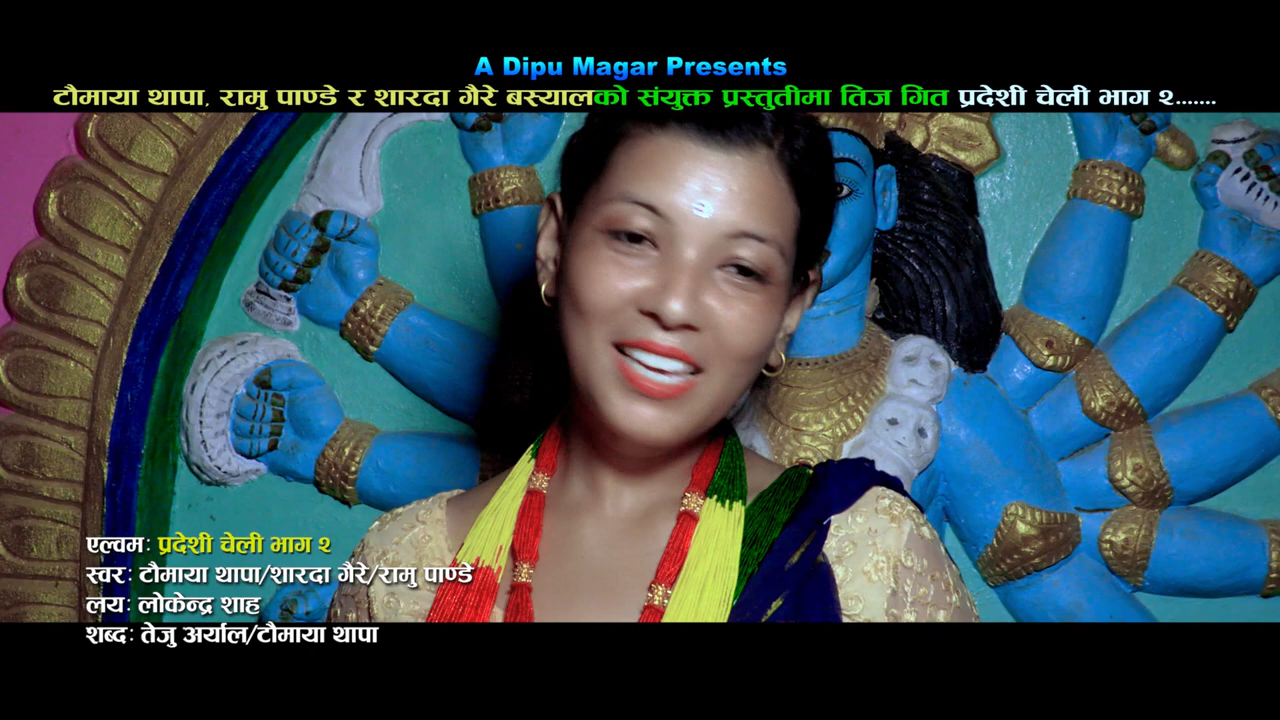 A Dipu Magar Presents
टौमाया थापा, रामु पाण्डे र शारदा गैरे बस्यालको संयुक्त प्रस्तुतीमा तिज गित प्रदेशी चेली भाग २.......
एल्वमः प्रदेशी चेली भाग २
स्वरः टौमाया थापा/शारदा गैरे/रामु पाण्डे
लयः लोकेन्द्र शाह
शब्दः तेजु अर्याल/टौमाया थापा